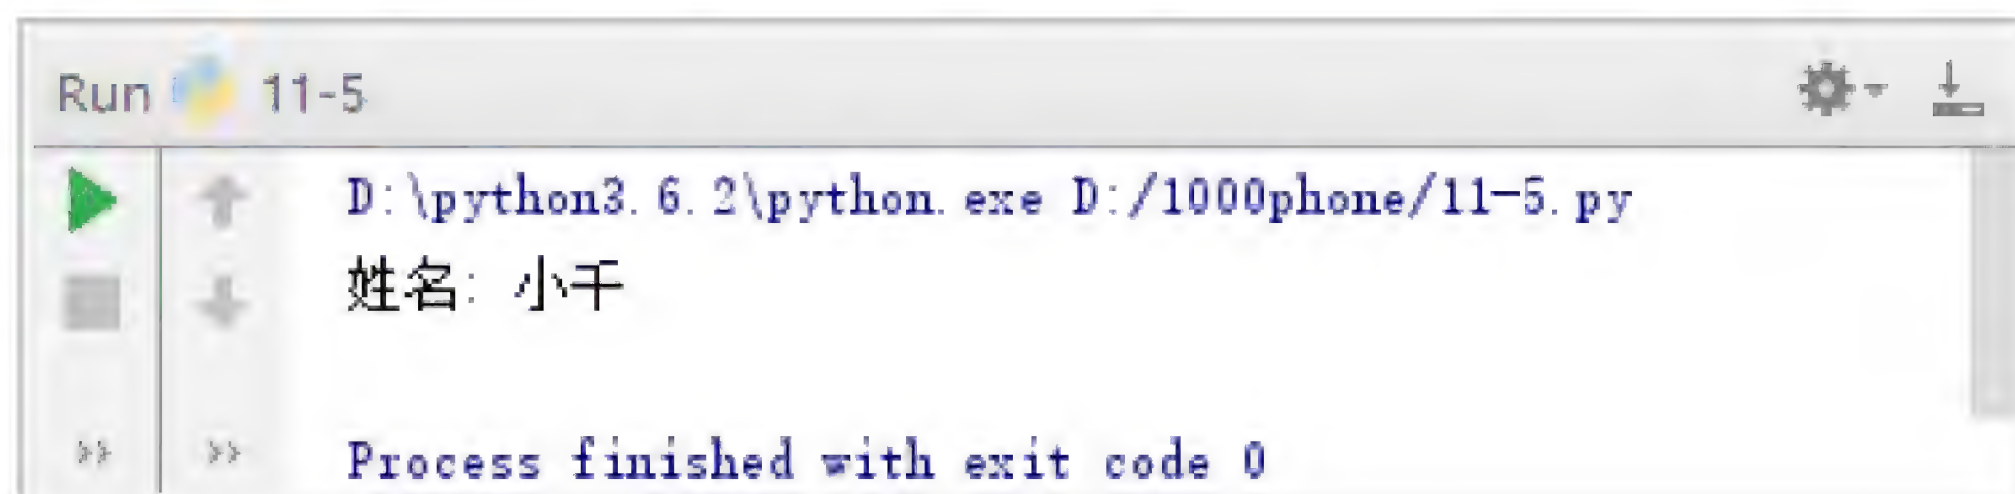 Run 11-5
D:\python3.6.2\python.exe D:/1000phone/11-5.py
姓名: 小千

Process finished with exit code 0